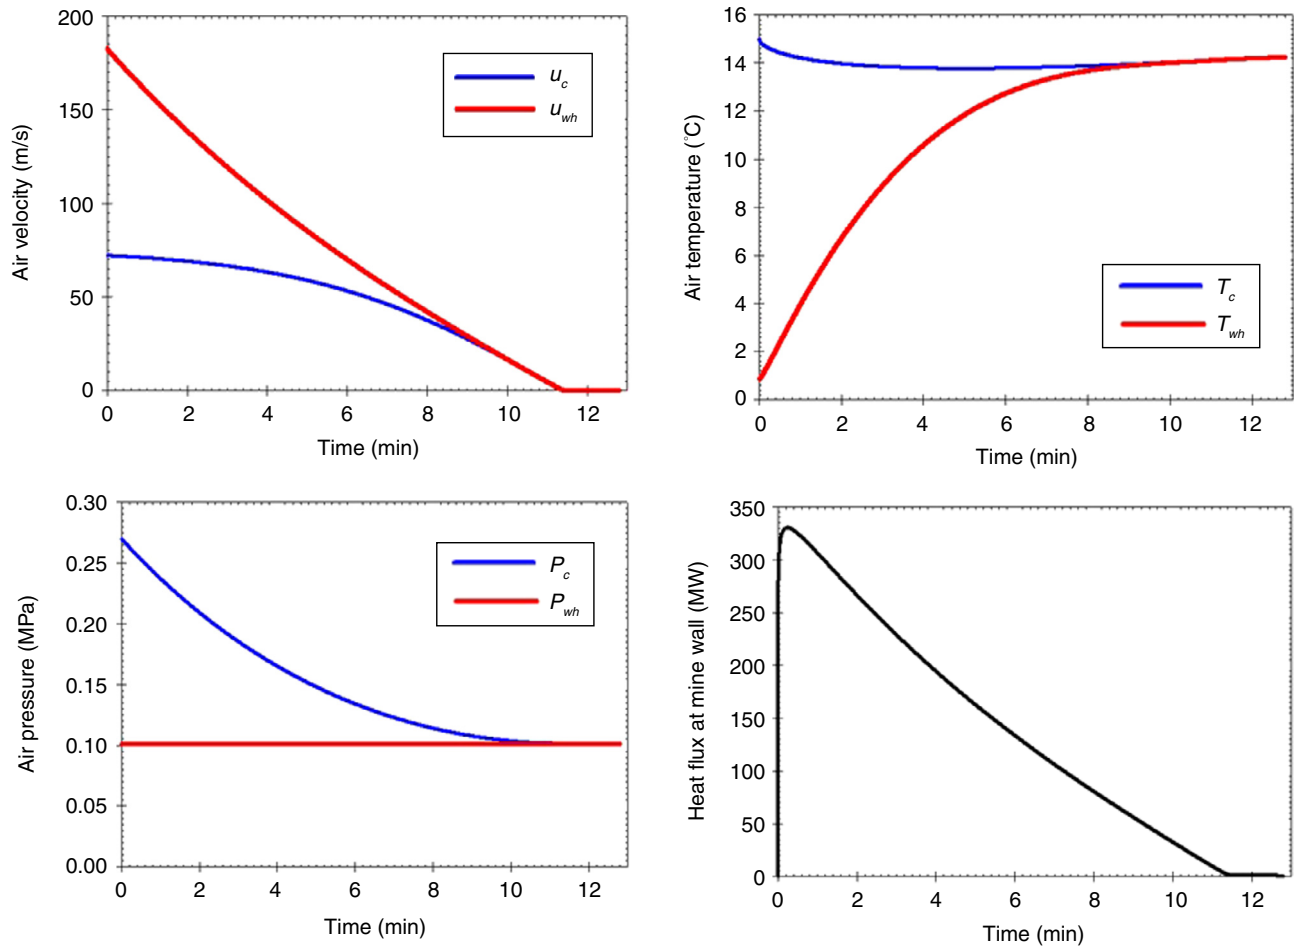 200
150
100
50
0
0 2 4 6 8 10 12
Air velocity (m/s)
Time (min)
u_c
u_wh
16
14
12
10
8
6
4
2
0
0 2 4 6 8 10 12
Air temperature (°C)
Time (min)
T_c
T_wh
0.30
0.25
0.20
0.15
0.10
0.05
0.00
0 2 4 6 8 10 12
Air pressure (MPa)
Time (min)
P_c
P_wh
350
300
250
200
150
100
50
0
0 2 4 6 8 10 12
Heat flux at mine wall (MW)
Time (min)